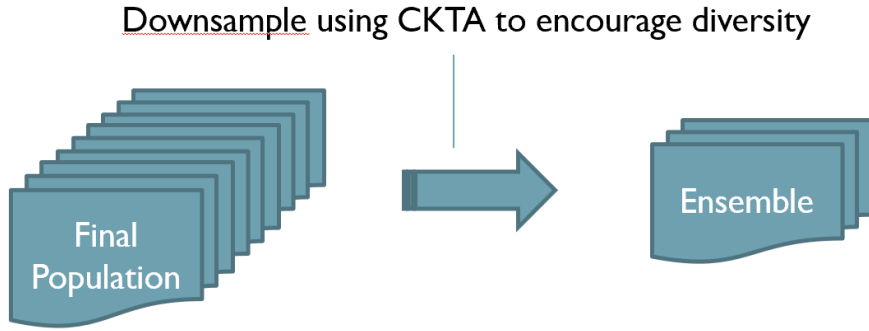 Downsample using CKTA to encourage diversity
Final
Population
Ensemble